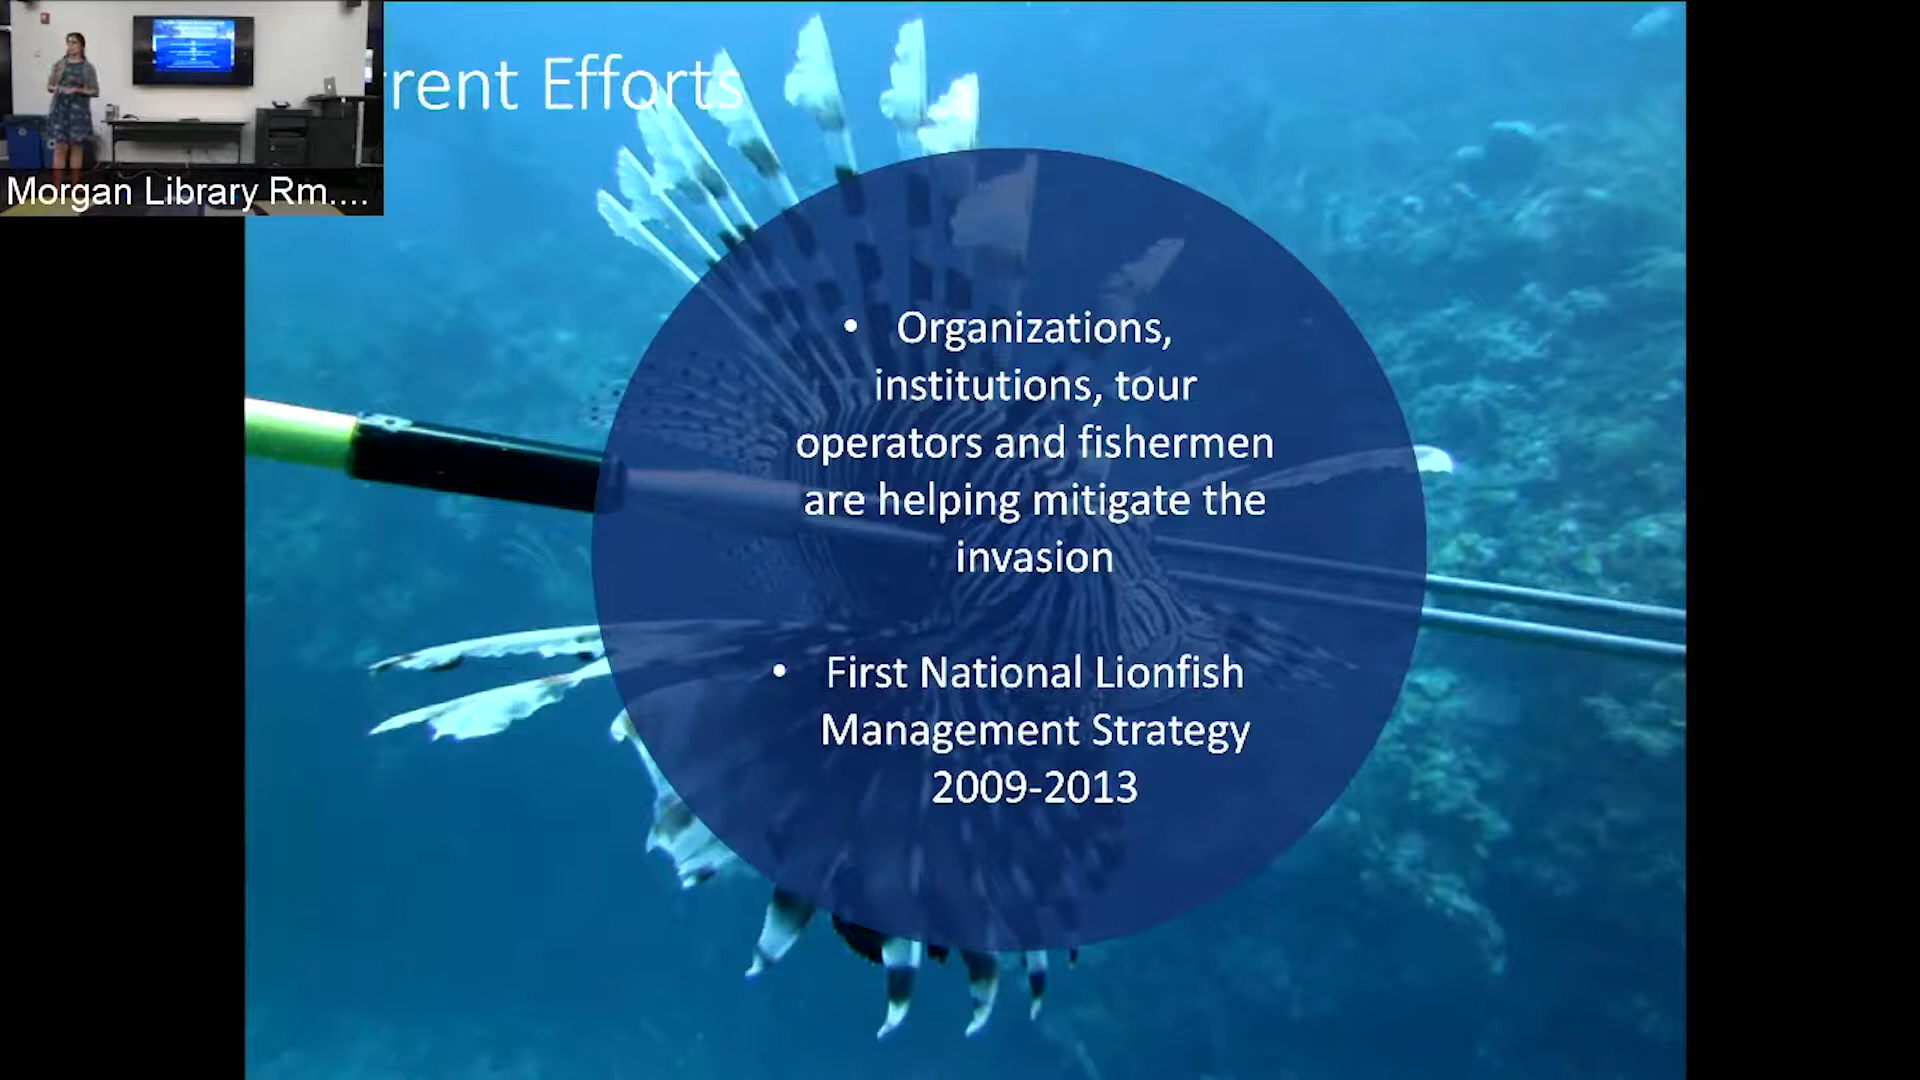 rrent Efforts
Morgan Library Rm....
• Organizations,
institutions, tour
operators and fishermen
are helping mitigate the
invasion
• First National Lionfish
Management Strategy
2009-2013